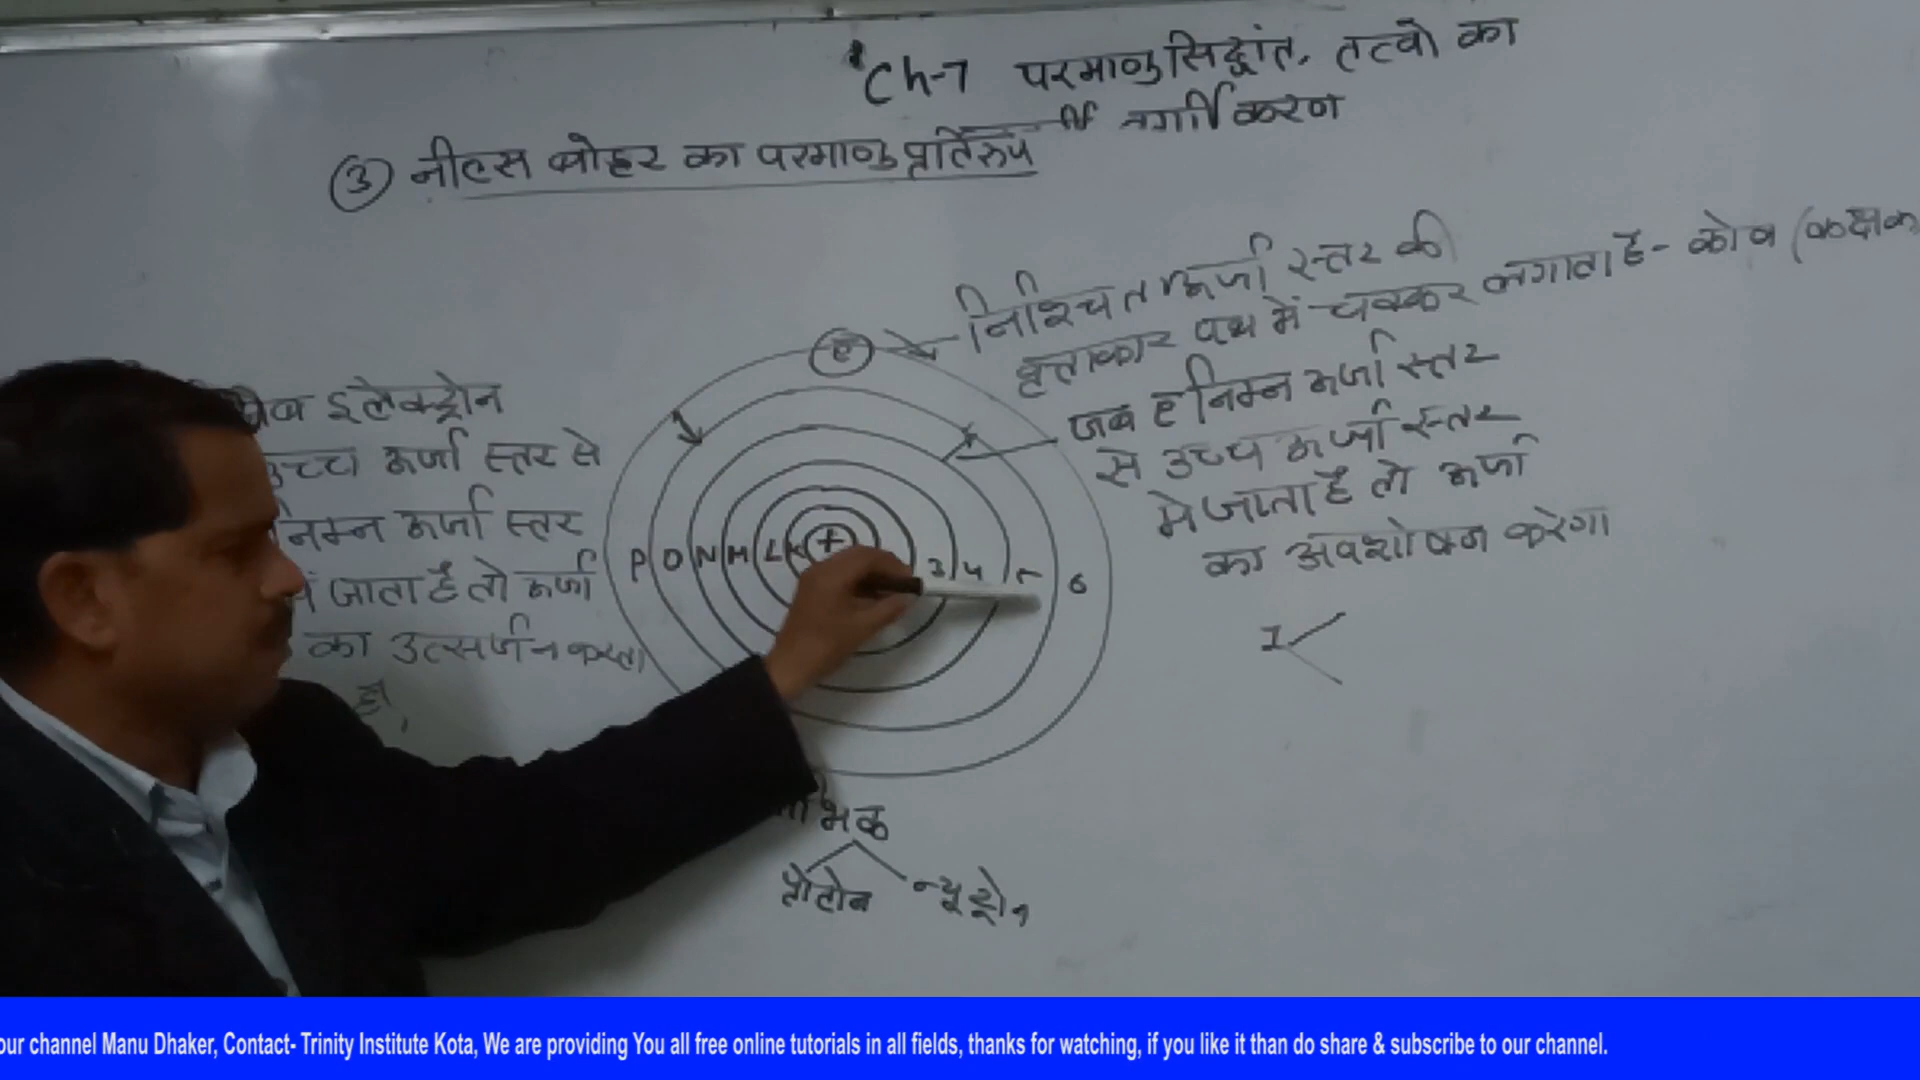 Ch-7 परमाणु सिद्धांत, तत्वो का
वर्गीकरण
③ नील्स बोहर का परमाणु प्रतिरुप
निश्चित ऊर्जा स्तर की
वृत्ताकार पथ में चक्कर लगाता है - कोश (कक्षक
जब e निम्न ऊर्जा स्तर
से उच्च ऊर्जा स्तर
मे जाता है तो ऊर्जा
का अवशोषण करेगा
इलेक्ट्रोन
उच्च ऊर्जा स्तर से
निम्न ऊर्जा स्तर
में जाता है तो ऊर्जा
का उत्सर्जन करता
है,
e
P O N M L K +
3 4 5 6
1
प्रोटोन न्यूट्रोन
our channel Manu Dhaker, Contact- Trinity Institute Kota, We are providing You all free online tutorials in all fields, thanks for watching, if you like it than do share & subscribe to our channel.